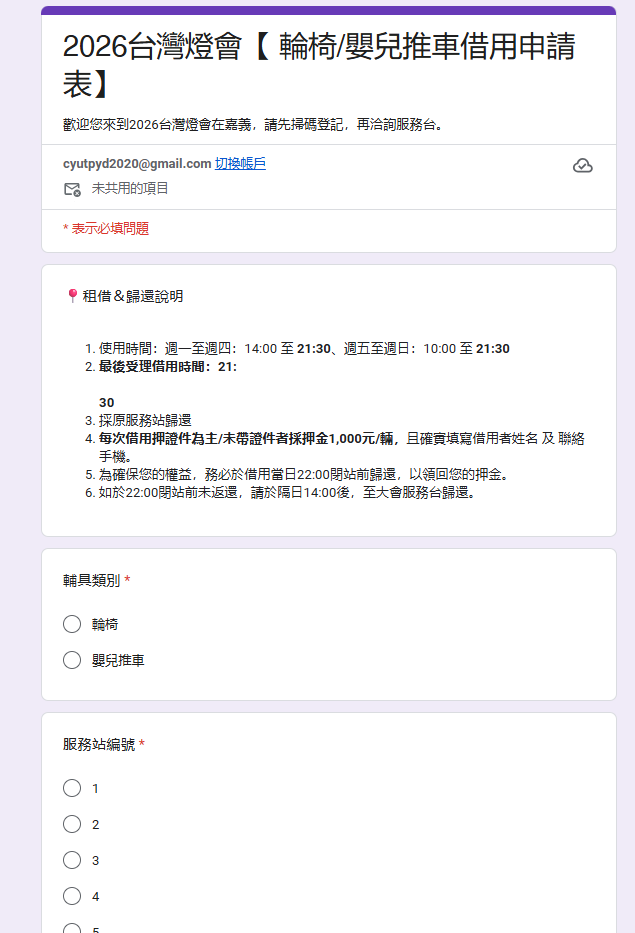 2026台灣燈會【 輪椅/嬰兒推車借用申請
表】
歡迎您來到2026台灣燈會在嘉義，請先掃碼登記，再洽詢服務台。
cyutpyd2020@gmail.com 切換帳戶
未共用的項目
* 表示必填問題
📍租借＆歸還說明
1. 使用時間：週一至週四：14:00 至 21:30、週五至週日：10:00 至 21:30
2. 最後受理借用時間：21:
30
3. 採原服務站歸還
4. 每次借用押證件為主/未帶證件者採押金1,000元/輛，且確實填寫借用者姓名 及 聯絡
手機。
5. 為確保您的權益，務必於借用當日22:00閉站前歸還，以領回您的押金。
6. 如於22:00閉站前未返還，請於隔日14:00後，至大會服務台歸還。
輔具類別 *
輪椅
嬰兒推車
服務站編號 *
1
2
3
4
5